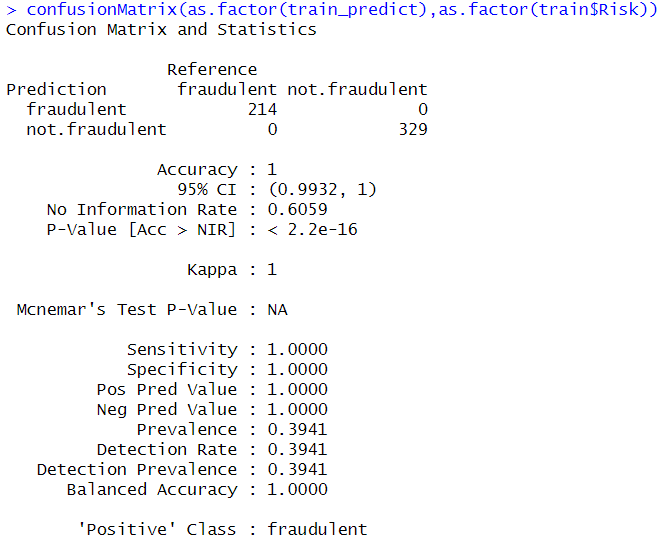 > confusionMatrix(as.factor(train_predict),as.factor(train$Risk))
Confusion Matrix and Statistics
Reference
Prediction fraudulent not.fraudulent
fraudulent 214 0
not.fraudulent 0 329
Accuracy : 1
95% CI : (0.9932, 1)
No Information Rate : 0.6059
P-Value [Acc > NIR] : < 2.2e-16
Kappa : 1
Mcnemar's Test P-Value : NA
Sensitivity : 1.0000
Specificity : 1.0000
Pos Pred Value : 1.0000
Neg Pred Value : 1.0000
Prevalence : 0.3941
Detection Rate : 0.3941
Detection Prevalence : 0.3941
Balanced Accuracy : 1.0000
'Positive' Class : fraudulent